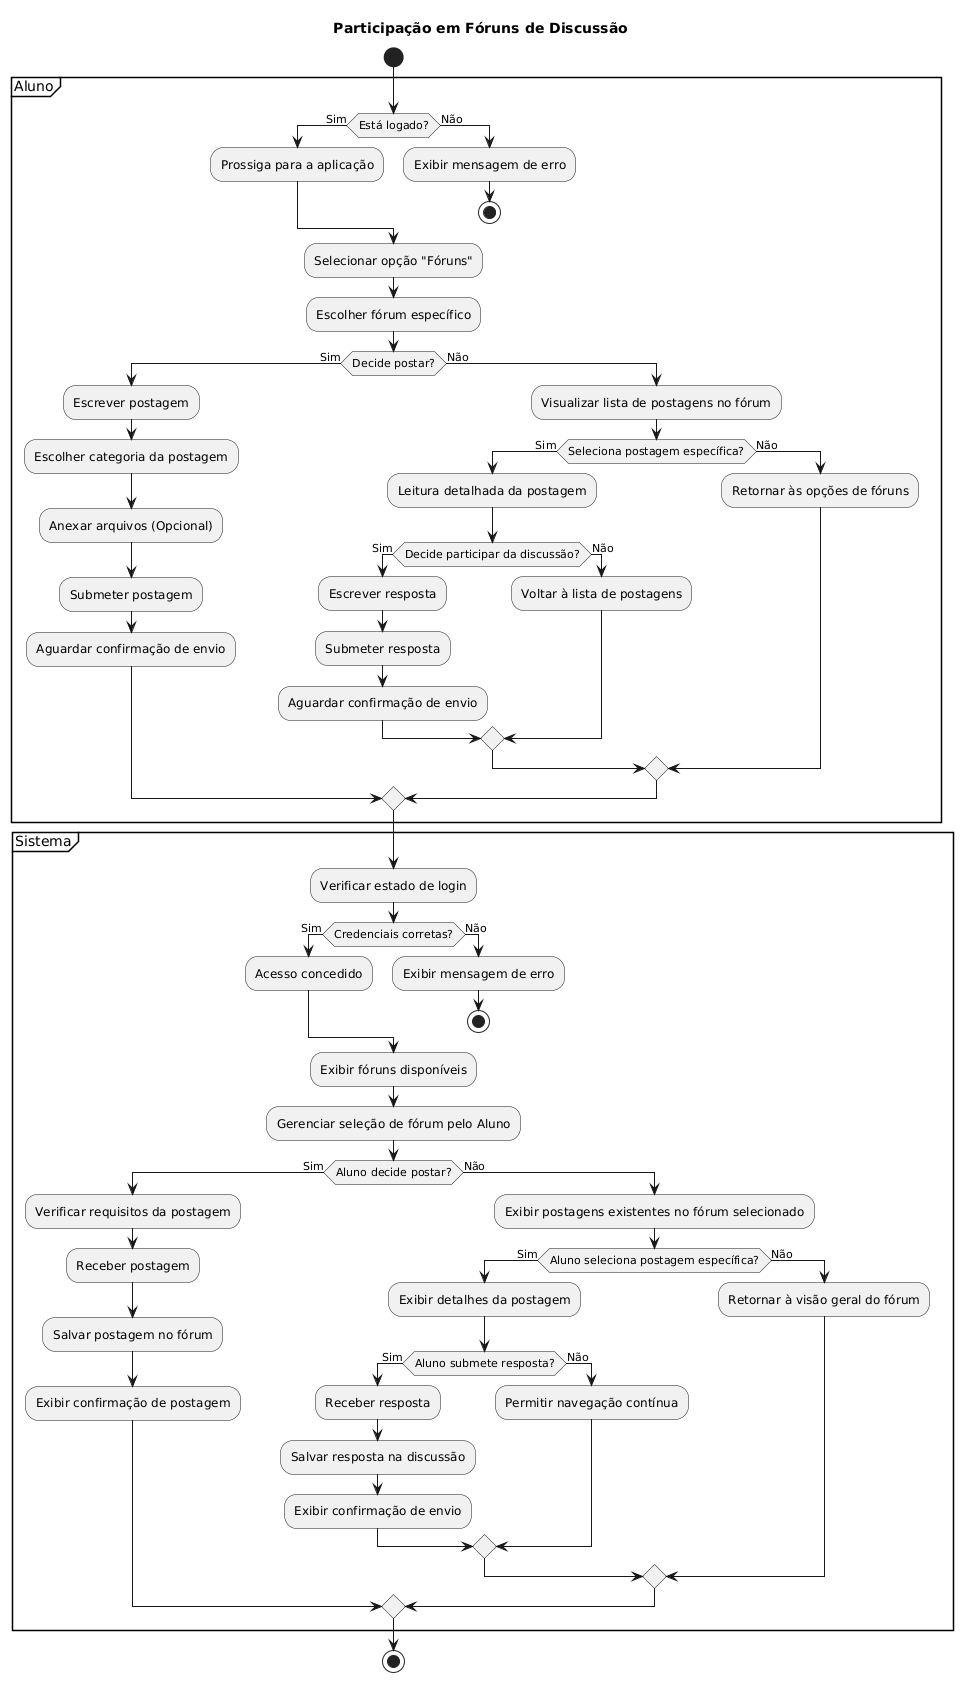 Participação em Fóruns de Discussão
Aluno
Está logado?
Sim
Não
Prossiga para a aplicação
Exibir mensagem de erro
Selecionar opção "Fóruns"
Escolher fórum específico
Decide postar?
Sim
Não
Escrever postagem
Escolher categoria da postagem
Anexar arquivos (Opcional)
Submeter postagem
Aguardar confirmação de envio
Visualizar lista de postagens no fórum
Seleciona postagem específica?
Sim
Não
Leitura detalhada da postagem
Retornar às opções de fóruns
Decide participar da discussão?
Sim
Não
Escrever resposta
Submeter resposta
Aguardar confirmação de envio
Voltar à lista de postagens
Sistema
Verificar estado de login
Credenciais corretas?
Sim
Não
Acesso concedido
Exibir mensagem de erro
Exibir fóruns disponíveis
Gerenciar seleção de fórum pelo Aluno
Aluno decide postar?
Sim
Não
Verificar requisitos da postagem
Receber postagem
Salvar postagem no fórum
Exibir confirmação de postagem
Exibir postagens existentes no fórum selecionado
Aluno seleciona postagem específica?
Sim
Não
Exibir detalhes da postagem
Retornar à visão geral do fórum
Aluno submete resposta?
Sim
Não
Receber resposta
Salvar resposta na discussão
Exibir confirmação de envio
Permitir navegação contínua